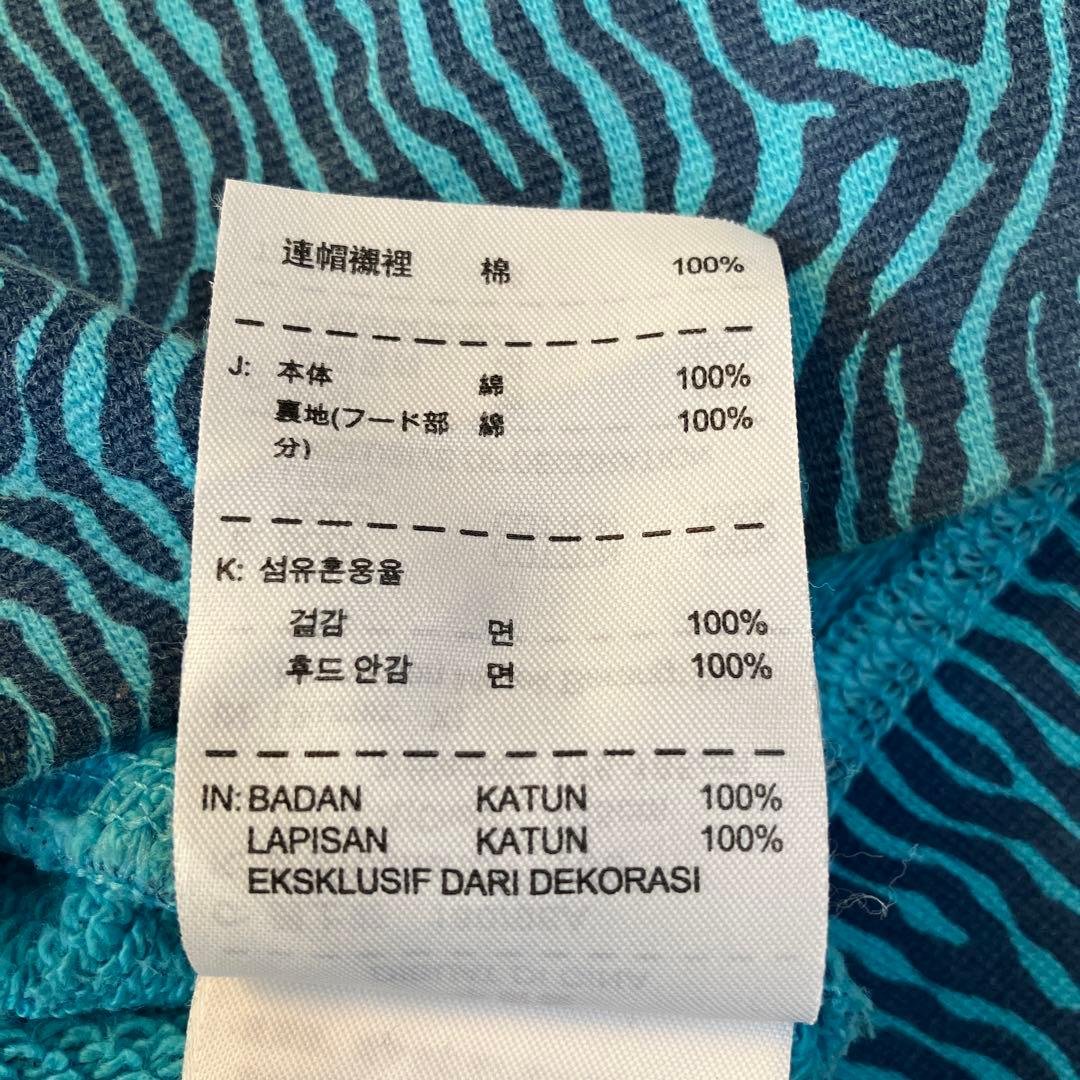 連帽襯裡 棉 100%
J: 本体 綿 100%
裏地(フード部 綿 100%
分)
K: 섬유혼용율
겉감 면 100%
후드 안감 면 100%
IN: BADAN KATUN 100%
LAPISAN KATUN 100%
EKSKLUSIF DARI DEKORASI